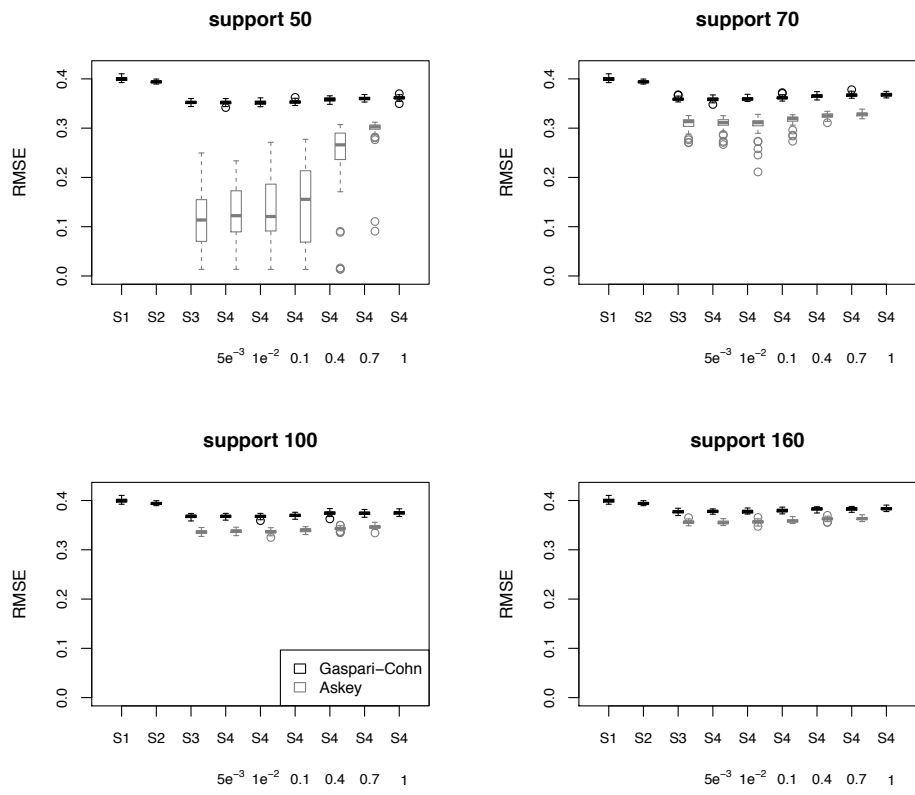 support 50
RMSE
0.4
0.3
0.2
0.1
0.0
S1 S2 S3 S4 S4 S4 S4 S4 S4
5e⁻³ 1e⁻² 0.1 0.4 0.7 1
support 70
RMSE
0.4
0.3
0.2
0.1
0.0
S1 S2 S3 S4 S4 S4 S4 S4 S4
5e⁻³ 1e⁻² 0.1 0.4 0.7 1
support 100
RMSE
0.4
0.3
0.2
0.1
0.0
Gaspari−Cohn
Askey
S1 S2 S3 S4 S4 S4 S4 S4 S4
5e⁻³ 1e⁻² 0.1 0.4 0.7 1
support 160
RMSE
0.4
0.3
0.2
0.1
0.0
S1 S2 S3 S4 S4 S4 S4 S4 S4
5e⁻³ 1e⁻² 0.1 0.4 0.7 1